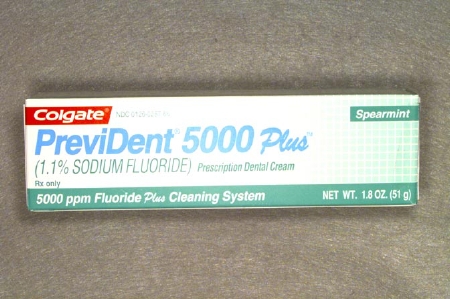 Colgate®
Spearmint
PreviDent® 5000 Plus™
(1.1% SODIUM FLUORIDE) Prescription Dental Cream
Rx only
5000 ppm Fluoride Plus Cleaning System
NET WT. 1.8 OZ. (51 g)